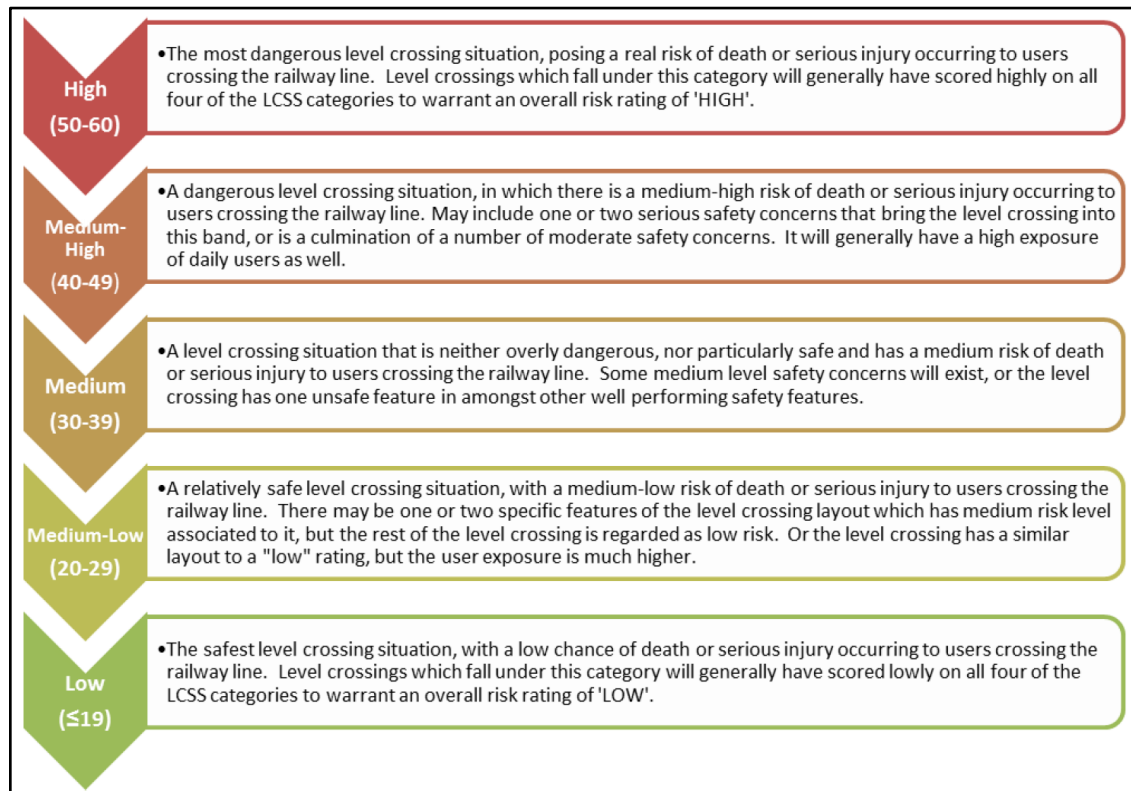 High
(50-60)
•The most dangerous level crossing situation, posing a real risk of death or serious injury occurring to users
crossing the railway line.  Level crossings which fall under this category will generally have scored highly on all
four of the LCSS categories to warrant an overall risk rating of 'HIGH'.
Medium-
High
(40-49)
•A dangerous level crossing situation, in which there is a medium-high risk of death or serious injury occurring to
users crossing the railway line. May include one or two serious safety concerns that bring the level crossing into
this band, or is a culmination of a number of moderate safety concerns.  It will generally have a high exposure
of daily users as well.
Medium
(30-39)
•A level crossing situation that is neither overly dangerous, nor particularly safe and has a medium risk of death
or serious injury to users crossing the railway line.  Some medium level safety concerns will exist, or the level
crossing has one unsafe feature in amongst other well performing safety features.
Medium-Low
(20-29)
•A relatively safe level crossing situation, with a medium-low risk of death or serious injury to users crossing the
railway line.  There may be one or two specific features of the level crossing layout which has medium risk level
associated to it, but the rest of the level crossing is regarded as low risk.  Or the level crossing has a similar
layout to a "low" rating, but the user exposure is much higher.
Low
(≤19)
•The safest level crossing situation, with a low chance of death or serious injury occurring to users crossing the
railway line.  Level crossings which fall under this category will generally have scored lowly on all four of the
LCSS categories to warrant an overall risk rating of 'LOW'.